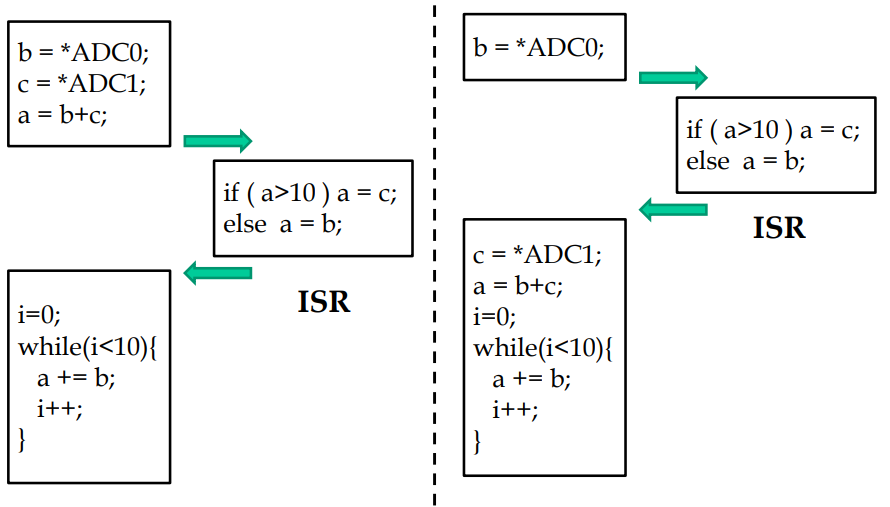 b = *ADC0;
c = *ADC1;
a = b+c;
if ( a>10 ) a = c;
else a = b;
ISR
i=0;
while(i<10){
a += b;
i++;
}
b = *ADC0;
if ( a>10 ) a = c;
else a = b;
ISR
c = *ADC1;
a = b+c;
i=0;
while(i<10){
a += b;
i++;
}